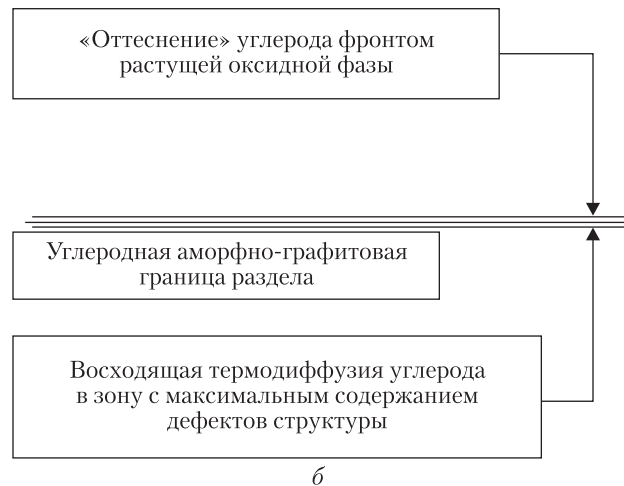 «Оттеснение» углерода фронтом
растущей оксидной фазы
Углеродная аморфно-графитовая
граница раздела
Восходящая термодиффузия углерода
в зону с максимальным содержанием
дефектов структуры
б